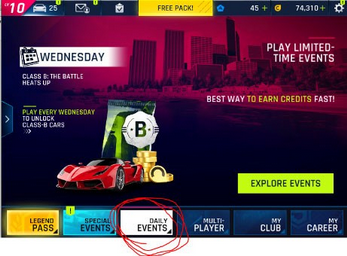 10
25
FREE PACK!
45 +
74,310 +
WEDNESDAY
CLASS B: THE BATTLE
HEATS UP
PLAY EVERY WEDNESDAY
TO UNLOCK
CLASS-B CARS
B
PLAY LIMITED-
TIME EVENTS
BEST WAY TO EARN CREDITS FAST!
EXPLORE EVENTS
LEGEND
PASS
SPECIAL
EVENTS
DAILY
EVENTS
MULTI-
PLAYER
MY
CLUB
MY
CAREER